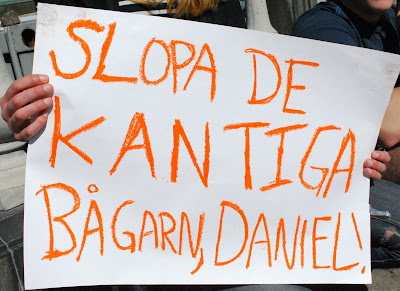 SLOPA DE
KANTIGA
BÅGARN, DANIEL!